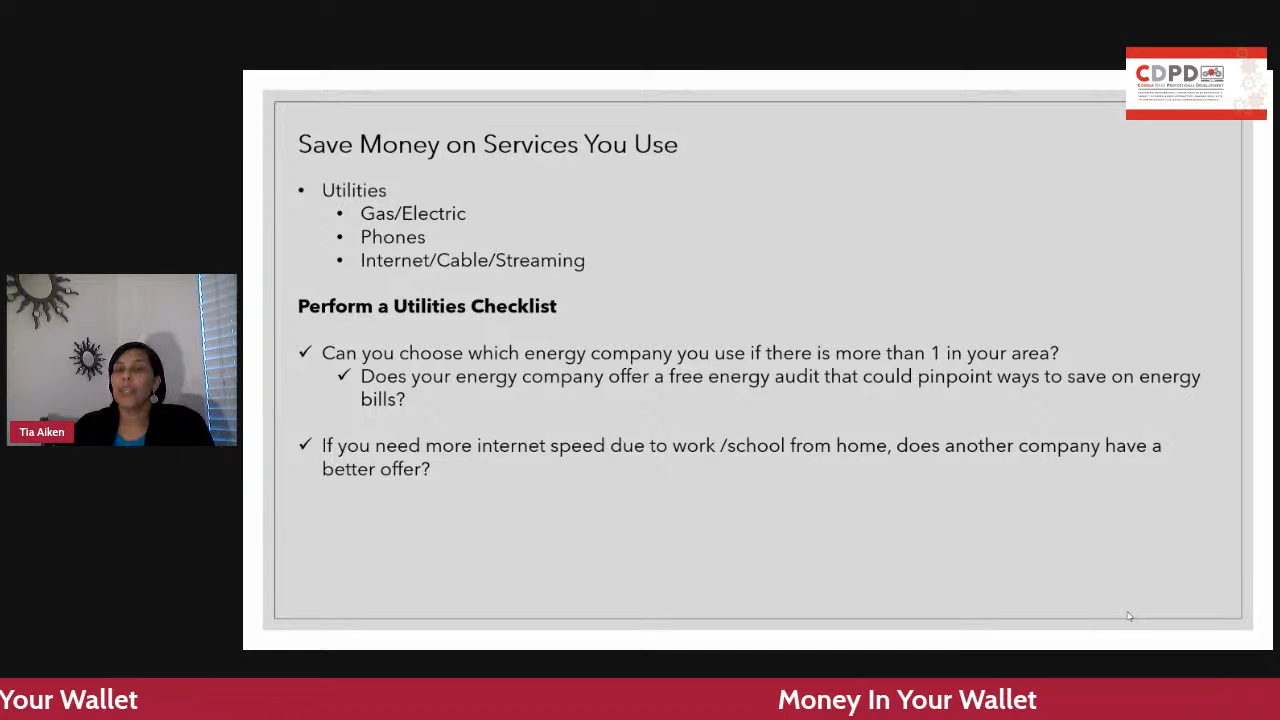 CDPD
Save Money on Services You Use
• Utilities
• Gas/Electric
• Phones
• Internet/Cable/Streaming
Perform a Utilities Checklist
✓ Can you choose which energy company you use if there is more than 1 in your area?
✓ Does your energy company offer a free energy audit that could pinpoint ways to save on energy
bills?
✓ If you need more internet speed due to work /school from home, does another company have a
better offer?
Tia Aiken
Your Wallet
Money In Your Wallet